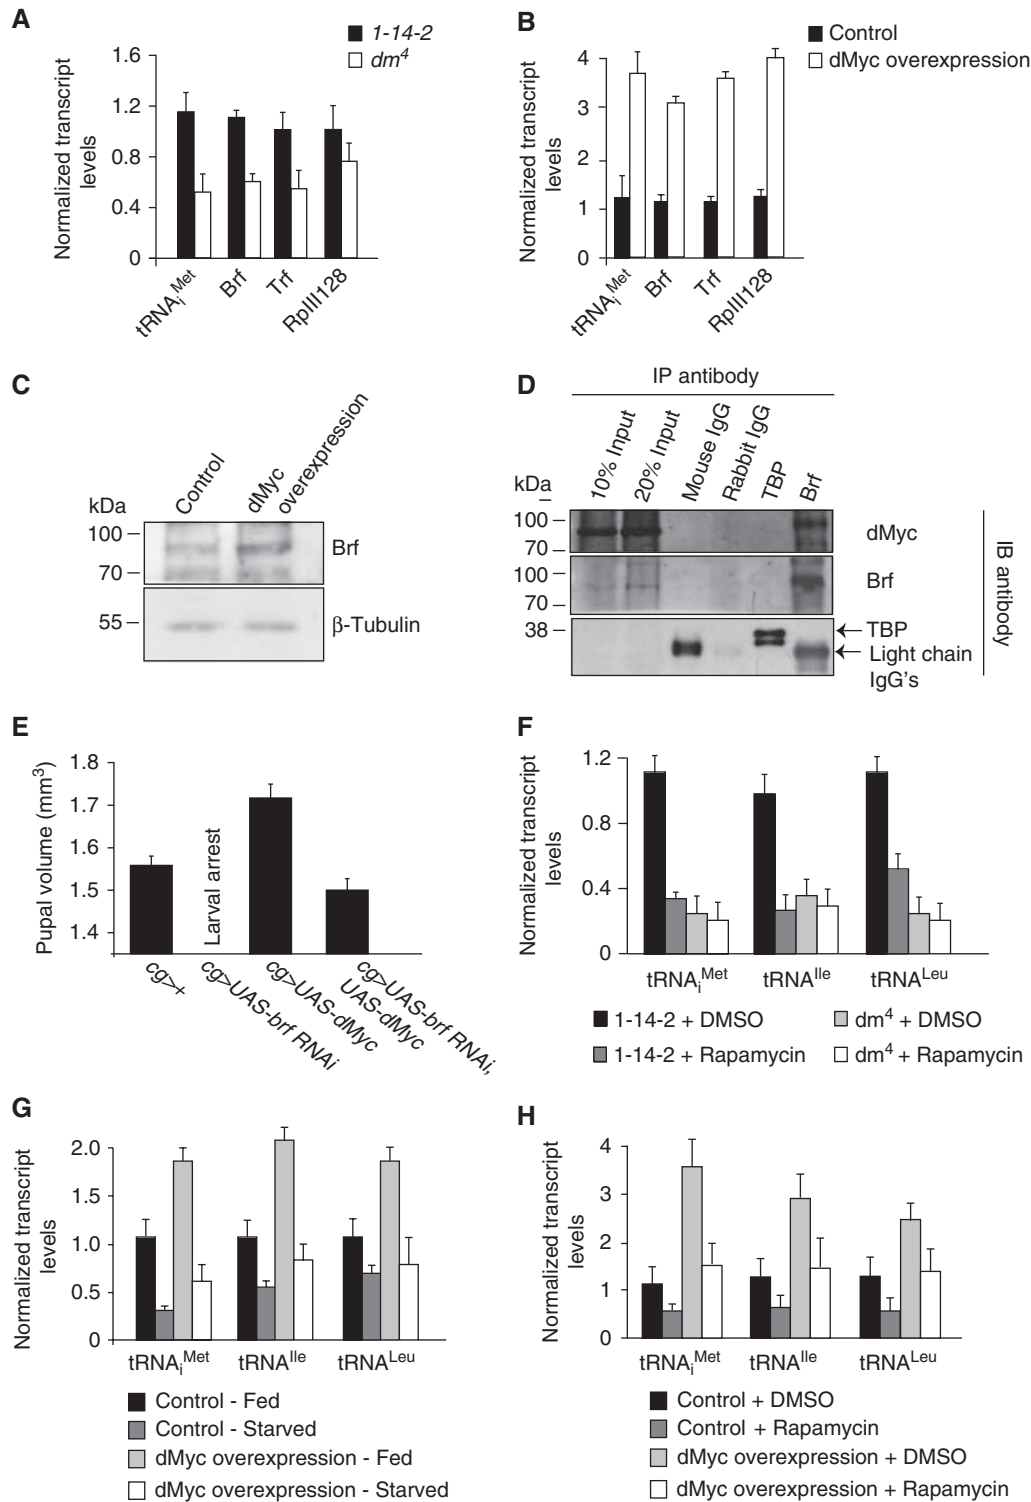 A
1-14-2
dm4
Normalized transcript
levels
1.6
1.2
0.8
0.4
0
tRNAiMet
Brf
Trf
RpIII128
B
Control
dMyc overexpression
Normalized transcript
levels
4
3
2
1
0
tRNAiMet
Brf
Trf
RpIII128
C
kDa
Control
dMyc
overexpression
100
70
55
Brf
β-Tubulin
D
IP antibody
kDa
10% Input
20% Input
Mouse IgG
Rabbit IgG
TBP
Brf
100
70
100
70
38
dMyc
Brf
TBP
Light chain
IgG's
IB antibody
E
Pupal volume (mm3)
1.8
1.7
1.6
1.5
1.4
Larval arrest
cg>+
cg>UAS-brf RNAi
cg>UAS-dMyc
cg>UAS-brf RNAi,
UAS-dMyc
F
Normalized transcript
levels
1.2
0.8
0.4
0
tRNAiMet
tRNAIle
tRNALeu
1-14-2 + DMSO
dm4 + DMSO
1-14-2 + Rapamycin
dm4 + Rapamycin
G
Normalized transcript
levels
2.0
1.5
1.0
0.5
0
tRNAiMet
tRNAIle
tRNALeu
Control - Fed
Control - Starved
dMyc overexpression - Fed
dMyc overexpression - Starved
H
Normalized transcript
levels
4
3
2
1
0
tRNAiMet
tRNAIle
tRNALeu
Control + DMSO
Control + Rapamycin
dMyc overexpression + DMSO
dMyc overexpression + Rapamycin